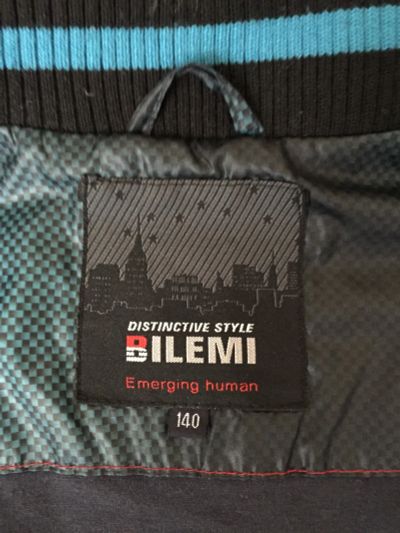 DISTINCTIVE STYLE
BILEMI
Emerging human
140